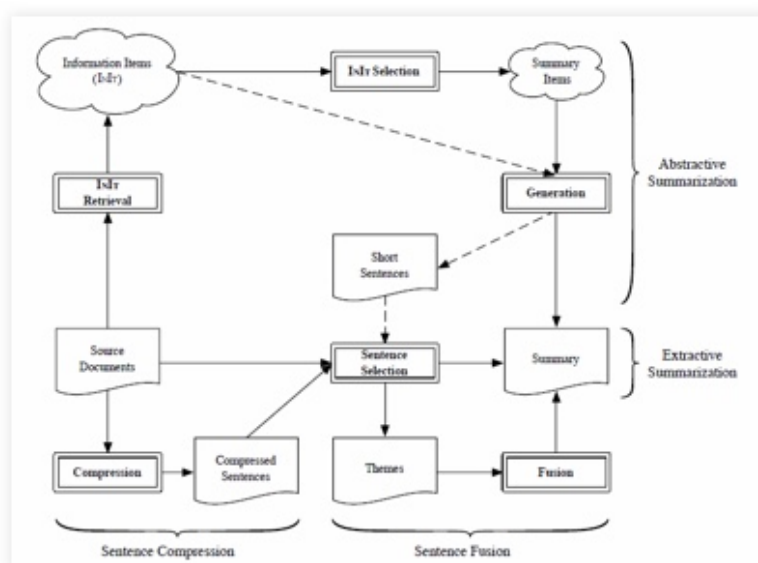 Information Items
(INIT)
INIT Selection
Summary
Items
Abstractive
Summarization
INIT
Retrieval
Generation
Short
Sentences
Source
Documents
Sentence
Selection
Summary
Extractive
Summarization
Compression
Compressed
Sentences
Themes
Fusion
Sentence Compression
Sentence Fusion